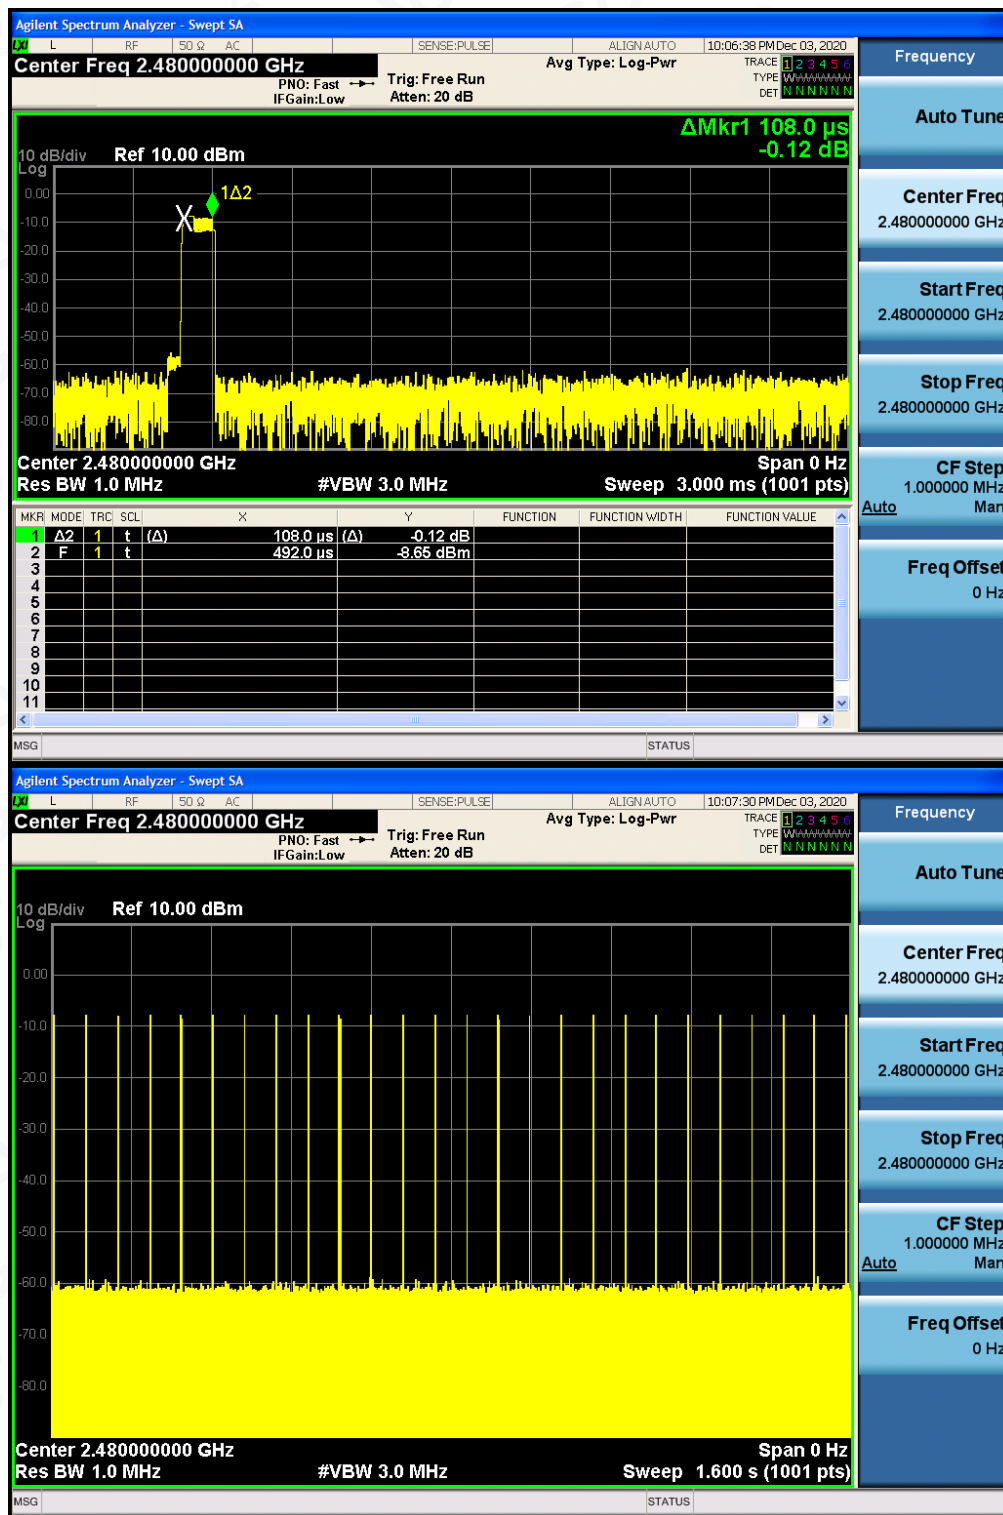 Agilent Spectrum Analyzer - Swept SA
LXI L RF 50 Ω AC SENSE:PULSE ALIGN AUTO 10:06:38 PM Dec 03, 2020
Center Freq 2.480000000 GHz
PNO: Fast
IFGain:Low
Trig: Free Run
Atten: 20 dB
Avg Type: Log-Pwr
TRACE 1 2 3 4 5 6
TYPE
DET N N N N N N
ΔMkr1 108.0 µs
-0.12 dB
10 dB/div Ref 10.00 dBm
Log
0.00
-10.0
-20.0
-30.0
-40.0
-50.0
-60.0
-70.0
-80.0
X
1Δ2
Center 2.480000000 GHz Span 0 Hz
Res BW 1.0 MHz #VBW 3.0 MHz Sweep 3.000 ms (1001 pts)
MKR MODE TRC SCL X Y FUNCTION FUNCTION WIDTH FUNCTION VALUE
1 Δ2 1 t (Δ) 108.0 µs (Δ) -0.12 dB
2 F 1 t 492.0 µs -8.65 dBm
3
4
5
6
7
8
9
10
11
MSG STATUS
Frequency
Auto Tune
Center Freq
2.480000000 GHz
Start Freq
2.480000000 GHz
Stop Freq
2.480000000 GHz
CF Step
1.000000 MHz
Auto Man
Freq Offset
0 Hz
Agilent Spectrum Analyzer - Swept SA
LXI L RF 50 Ω AC SENSE:PULSE ALIGN AUTO 10:07:30 PM Dec 03, 2020
Center Freq 2.480000000 GHz
PNO: Fast
IFGain:Low
Trig: Free Run
Atten: 20 dB
Avg Type: Log-Pwr
TRACE 1 2 3 4 5 6
TYPE
DET N N N N N N
10 dB/div Ref 10.00 dBm
Log
0.00
-10.0
-20.0
-30.0
-40.0
-50.0
-60.0
-70.0
-80.0
Center 2.480000000 GHz Span 0 Hz
Res BW 1.0 MHz #VBW 3.0 MHz Sweep 1.600 s (1001 pts)
MSG STATUS
Frequency
Auto Tune
Center Freq
2.480000000 GHz
Start Freq
2.480000000 GHz
Stop Freq
2.480000000 GHz
CF Step
1.000000 MHz
Auto Man
Freq Offset
0 Hz